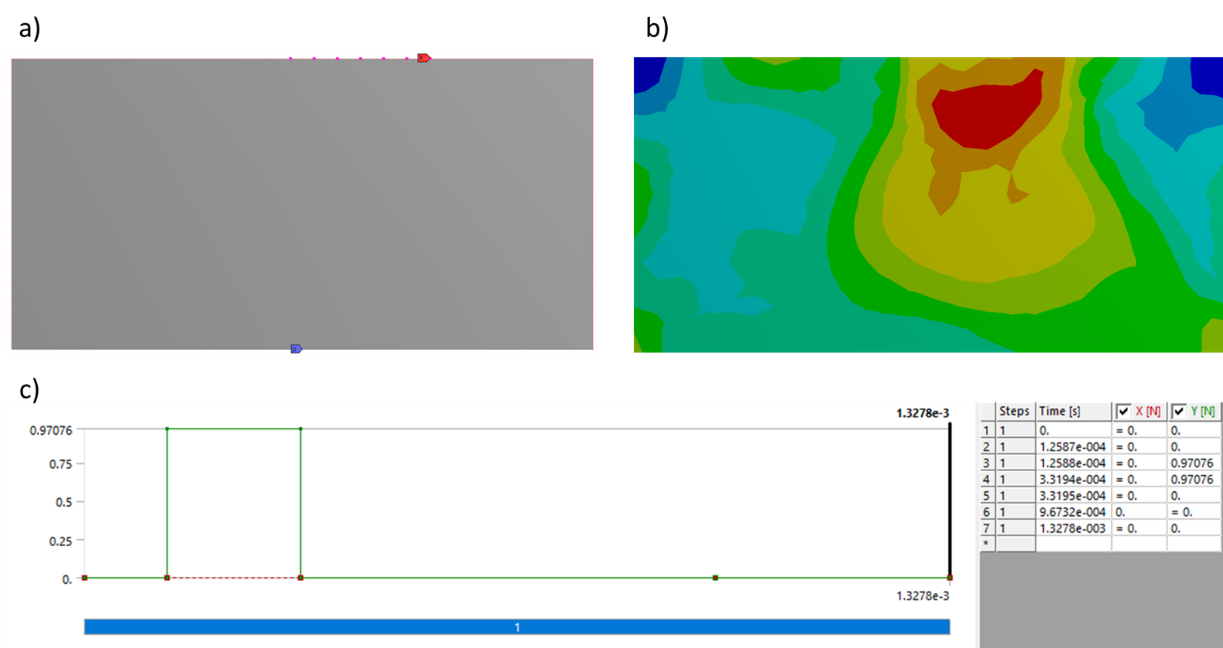 a)
b)
c)
1.3278e-3
0.97076
0.75
0.5
0.25
0.
1.3278e-3
1
Steps Time [s] X [N] Y [N]
1 1 0. = 0. 0.
2 1 1.2587e-004 = 0. 0.
3 1 1.2588e-004 = 0. 0.97076
4 1 3.3194e-004 = 0. 0.97076
5 1 3.3195e-004 = 0. 0.
6 1 9.6732e-004 0. = 0.
7 1 1.3278e-003 = 0. 0.
*